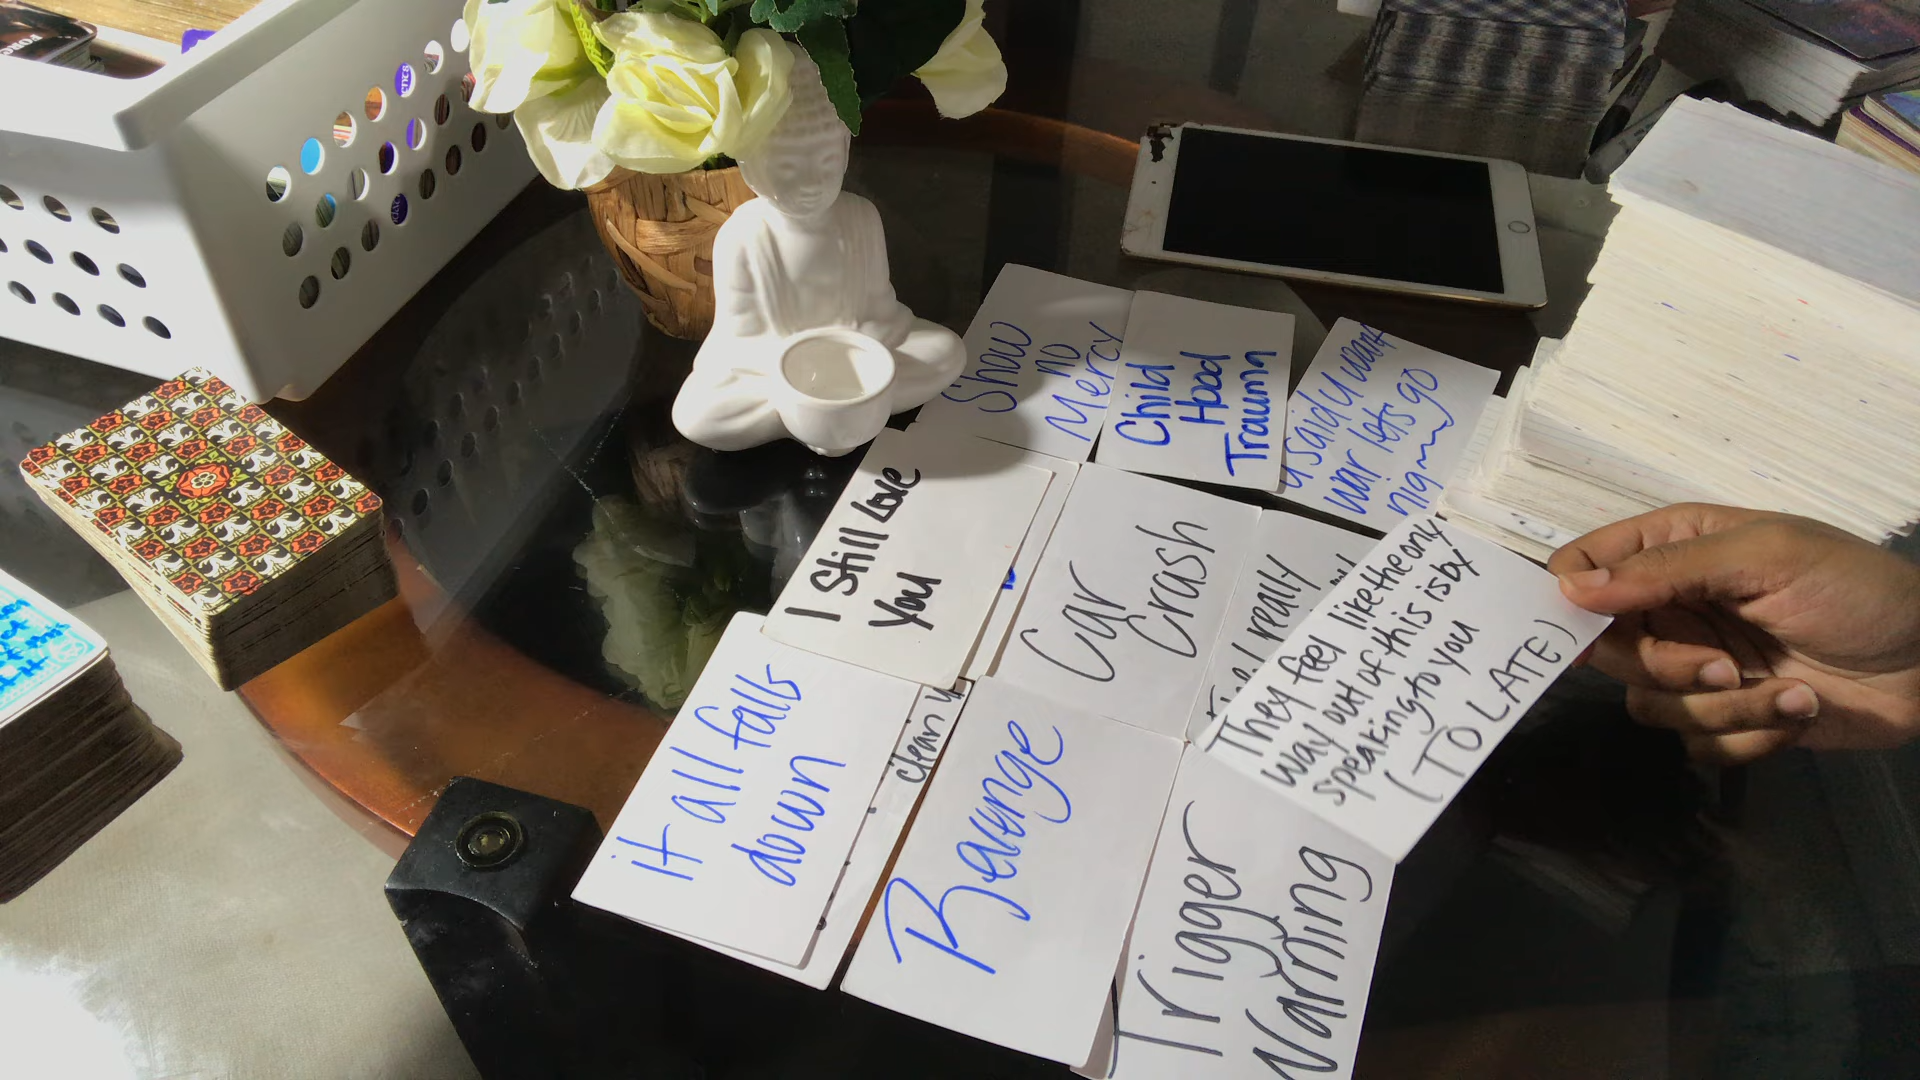 Show
no
Mercy
Child
Hood
Trauma
y said y want
war lets go
nig
I Still Love
You
Car
Crash
really
They feel like the only
way out of this is by
speaking to you
(TO LATE)
it all falls
down
clean
Revenge
Trigger
Warning